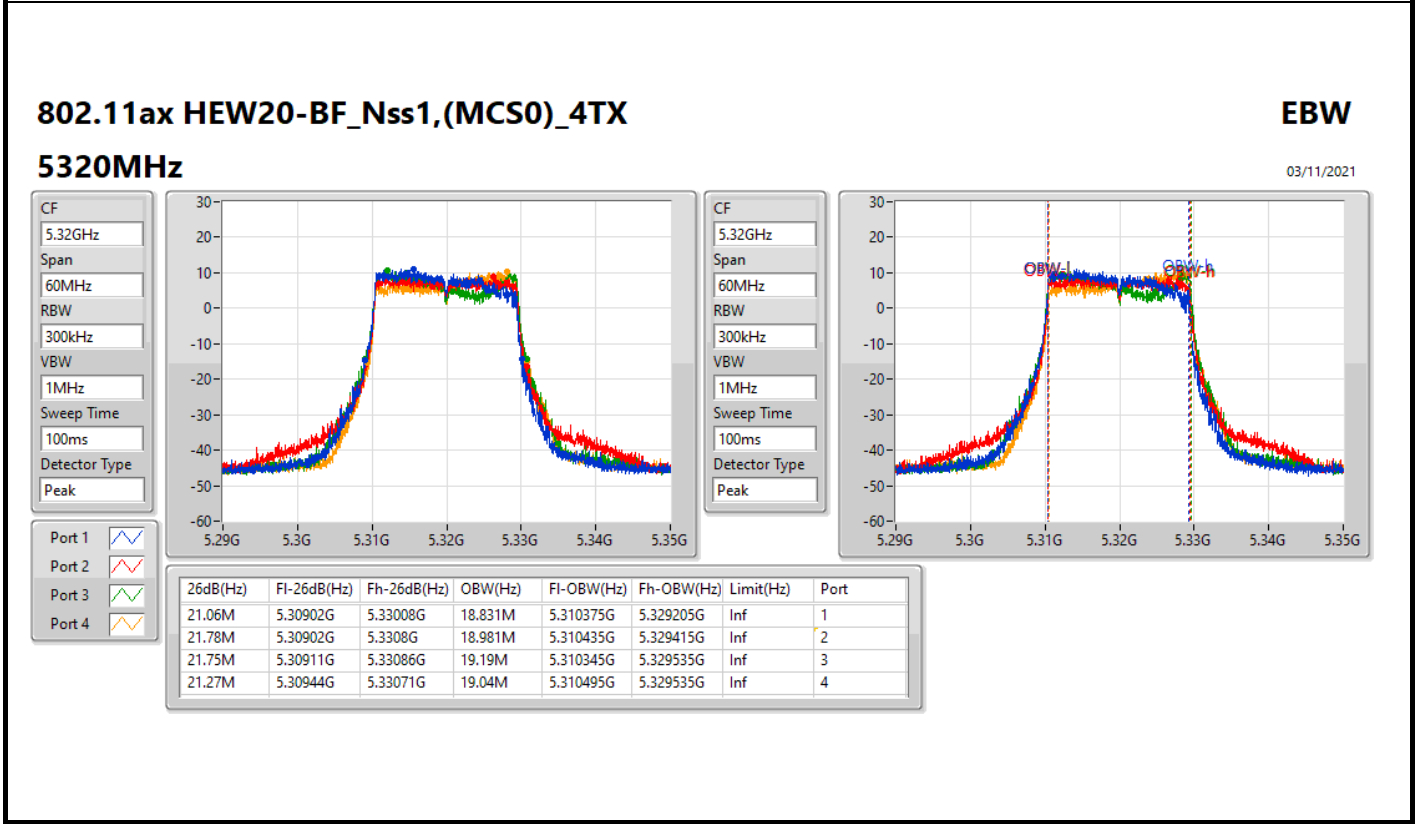 802.11ax HEW20-BF_Nss1,(MCS0)_4TX
EBW
5320MHz
03/11/2021
CF
5.32GHz
Span
60MHz
RBW
300kHz
VBW
1MHz
Sweep Time
100ms
Detector Type
Peak
30
20
10
0
-10
-20
-30
-40
-50
-60
5.29G 5.3G 5.31G 5.32G 5.33G 5.34G 5.35G
CF
5.32GHz
Span
60MHz
RBW
300kHz
VBW
1MHz
Sweep Time
100ms
Detector Type
Peak
30
20
10
0
-10
-20
-30
-40
-50
-60
OBW-l
OBW-h
OBW-h
5.29G 5.3G 5.31G 5.32G 5.33G 5.34G 5.35G
Port 1
Port 2
Port 3
Port 4
26dB(Hz) Fl-26dB(Hz) Fh-26dB(Hz) OBW(Hz) Fl-OBW(Hz) Fh-OBW(Hz) Limit(Hz) Port
21.06M 5.30902G 5.33008G 18.831M 5.310375G 5.329205G Inf 1
21.78M 5.30902G 5.3308G 18.981M 5.310435G 5.329415G Inf 2
21.75M 5.30911G 5.33086G 19.19M 5.310345G 5.329535G Inf 3
21.27M 5.30944G 5.33071G 19.04M 5.310495G 5.329535G Inf 4